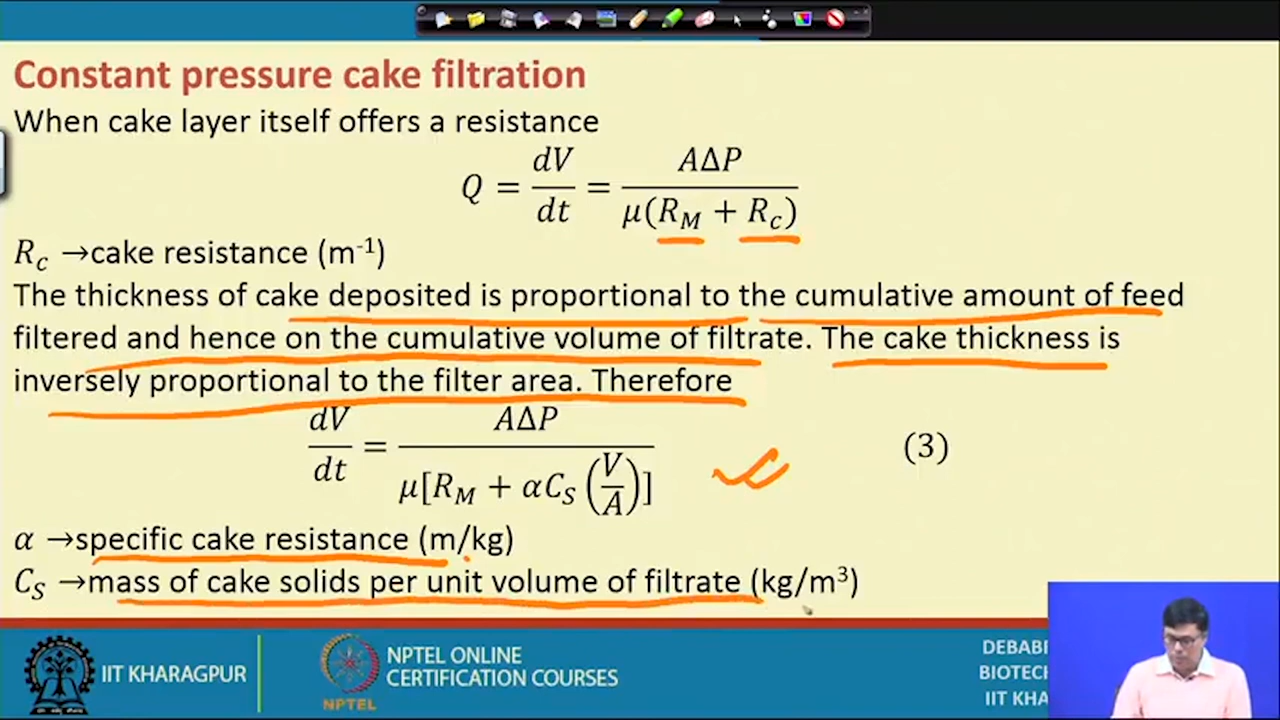 Constant pressure cake filtration
When cake layer itself offers a resistance
Q = dV/dt = AΔP / μ(R_M + R_c)
R_c →cake resistance (m⁻¹)
The thickness of cake deposited is proportional to the cumulative amount of feed
filtered and hence on the cumulative volume of filtrate. The cake thickness is
inversely proportional to the filter area. Therefore
dV/dt = AΔP / μ[R_M + αC_S (V/A)] (3)
α →specific cake resistance (m/kg)
C_S →mass of cake solids per unit volume of filtrate (kg/m³)
IIT KHARAGPUR
NPTEL
NPTEL ONLINE
CERTIFICATION COURSES
DEBAB
BIOTECH
IIT KHA